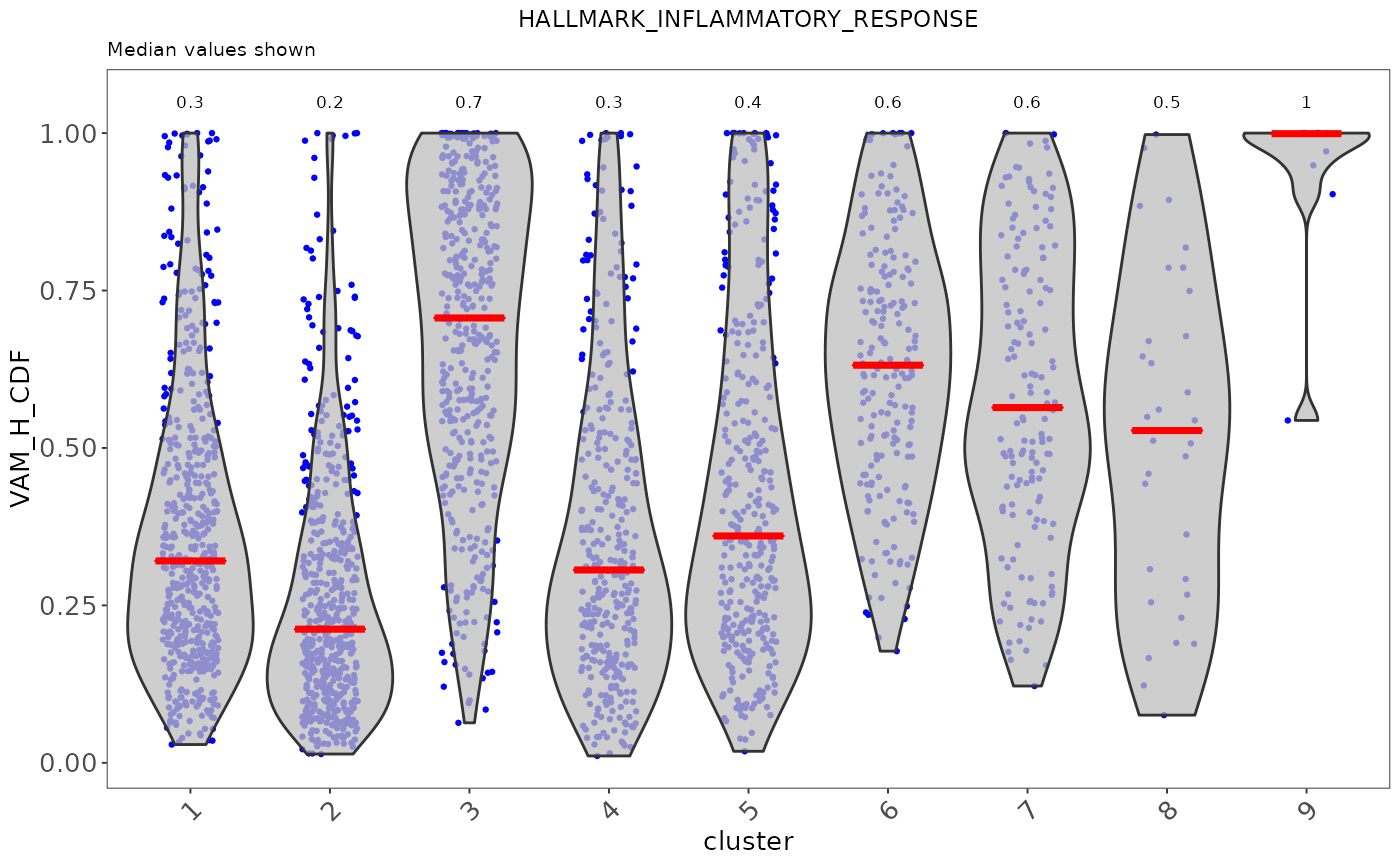 HALLMARK_INFLAMMATORY_RESPONSE
Median values shown
0.3 0.2 0.7 0.3 0.4 0.6 0.6 0.5 1
1.00
0.75
0.50
0.25
0.00
VAM_H_CDF
1 2 3 4 5 6 7 8 9
cluster